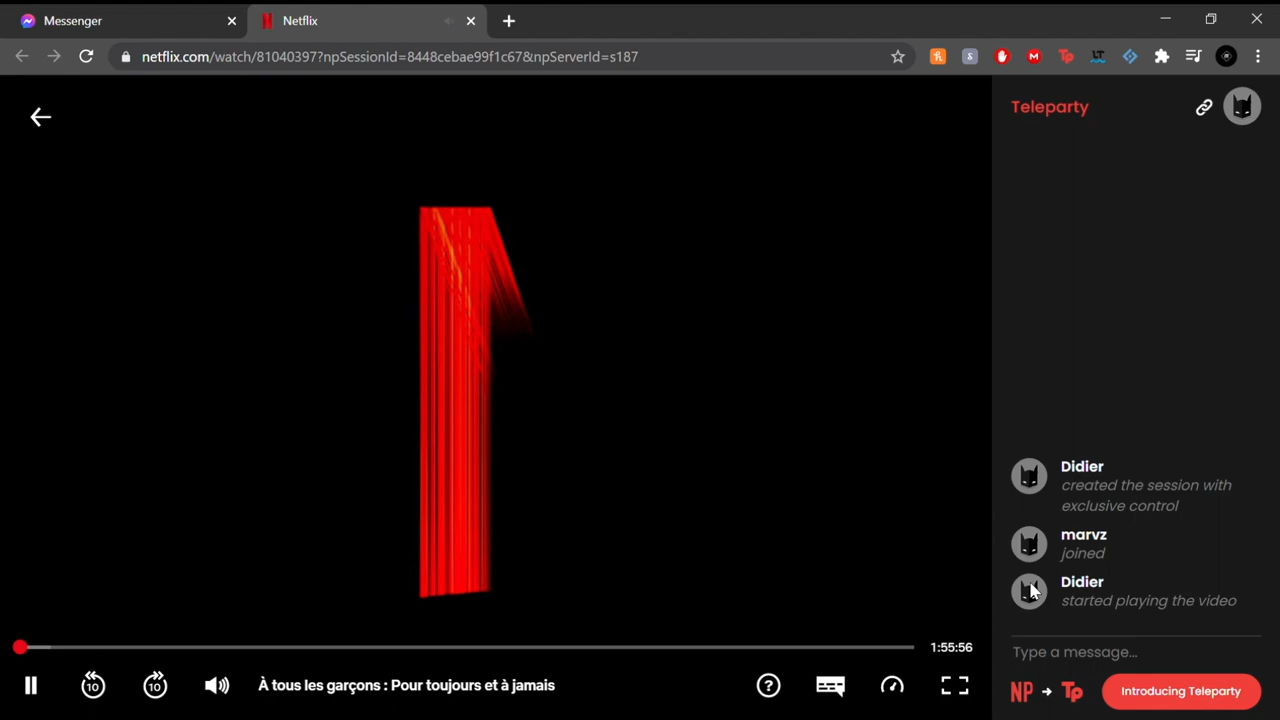 Messenger
Netflix
netflix.com/watch/81040397?npSessionId=8448cebae99f1c67&npServerId=s187
Teleparty
Didier
created the session with
exclusive control
marvz
joined
Didier
started playing the video
1:55:56
10
10
À tous les garçons : Pour toujours et à jamais
?
Type a message...
NP → Tp
Introducing Teleparty